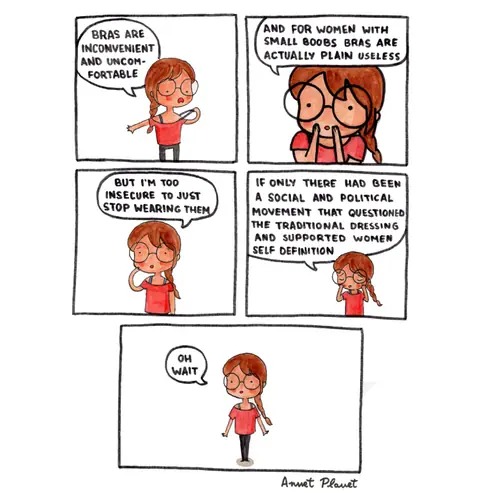 BRAS ARE
INCONVENIENT
AND UNCOM-
FORTABLE
AND FOR WOMEN WITH
SMALL BOOBS BRAS ARE
ACTUALLY PLAIN USELESS
BUT I'M TOO
INSECURE TO JUST
STOP WEARING THEM
IF ONLY THERE HAD BEEN
A SOCIAL AND POLITICAL
MOVEMENT THAT QUESTIONED
THE TRADITIONAL DRESSING
AND SUPPORTED WOMEN
SELF DEFINITION
OH
WAIT
Annet Planet